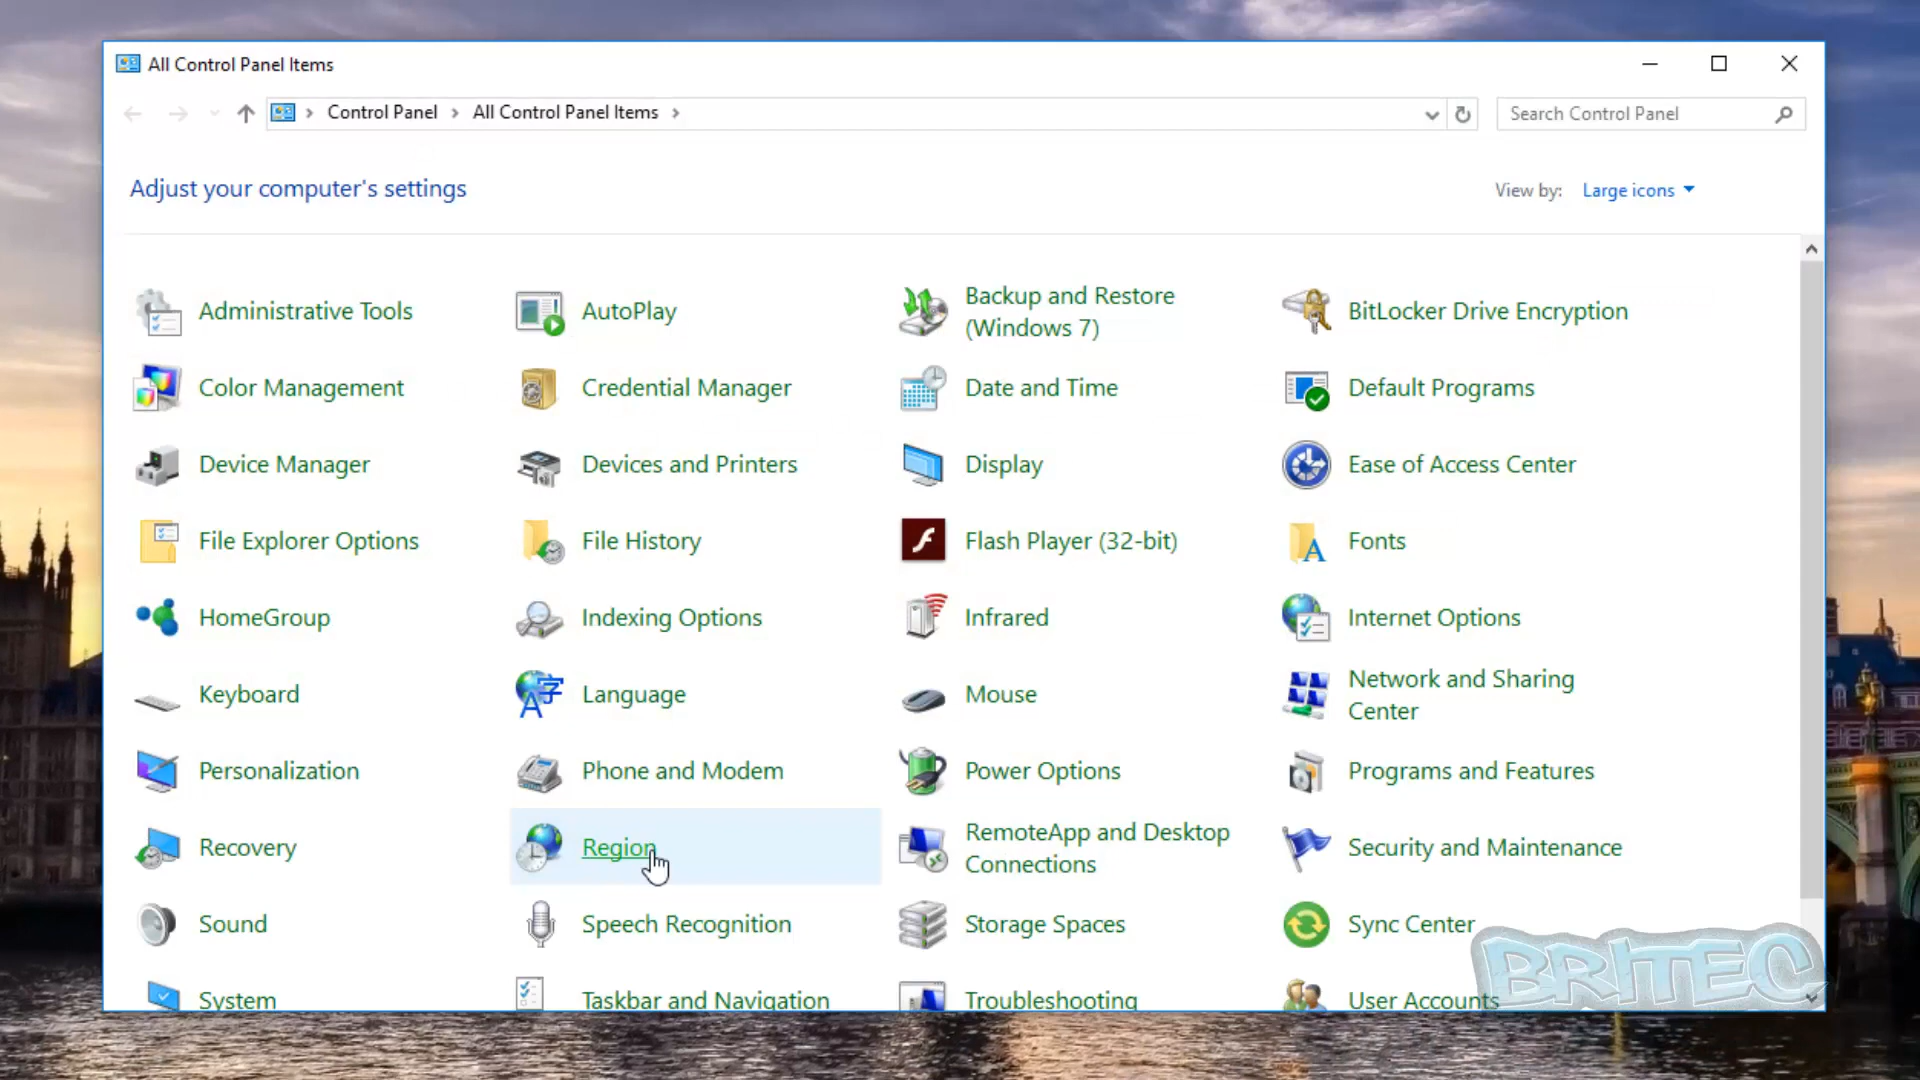 All Control Panel Items
Control Panel > All Control Panel Items >
Search Control Panel
Adjust your computer's settings
View by: Large icons
Administrative Tools
AutoPlay
Backup and Restore
(Windows 7)
BitLocker Drive Encryption
Color Management
Credential Manager
Date and Time
Default Programs
Device Manager
Devices and Printers
Display
Ease of Access Center
File Explorer Options
File History
Flash Player (32-bit)
Fonts
HomeGroup
Indexing Options
Infrared
Internet Options
Keyboard
Language
Mouse
Network and Sharing
Center
Personalization
Phone and Modem
Power Options
Programs and Features
Recovery
Region
RemoteApp and Desktop
Connections
Security and Maintenance
Sound
Speech Recognition
Storage Spaces
Sync Center
System
Taskbar and Navigation
Troubleshooting
User Accounts
BRITEC